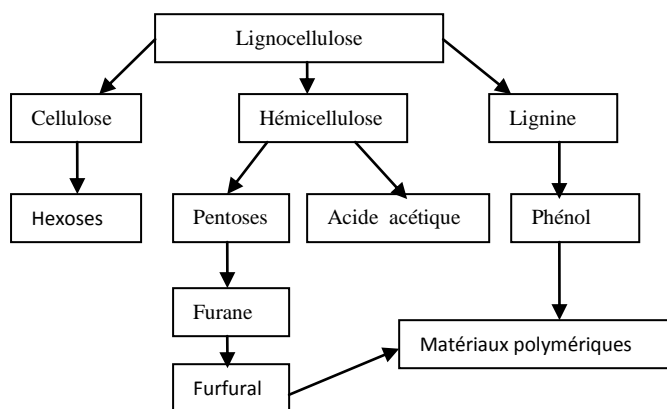 Lignocellulose
Cellulose
Hémicellulose
Lignine
Hexoses
Pentoses
Acide acétique
Phénol
Furane
Matériaux polymériques
Furfural